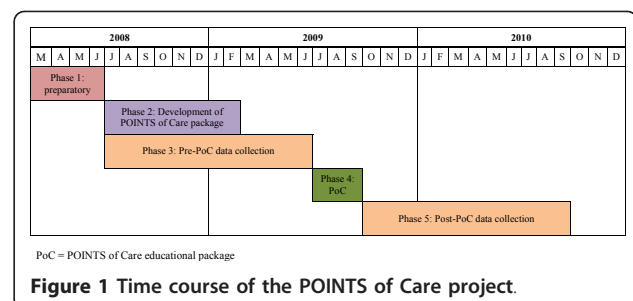 2008 2009 2010
M A M J J A S O N D J F M A M J J A S O N D J F M A M J J A S O N D
Phase 1:
preparatory
Phase 2: Development of
POINTS of Care package
Phase 3: Pre-PoC data collection
Phase 4:
PoC
Phase 5: Post-PoC data collection
PoC = POINTS of Care educational package
Figure 1 Time course of the POINTS of Care project.